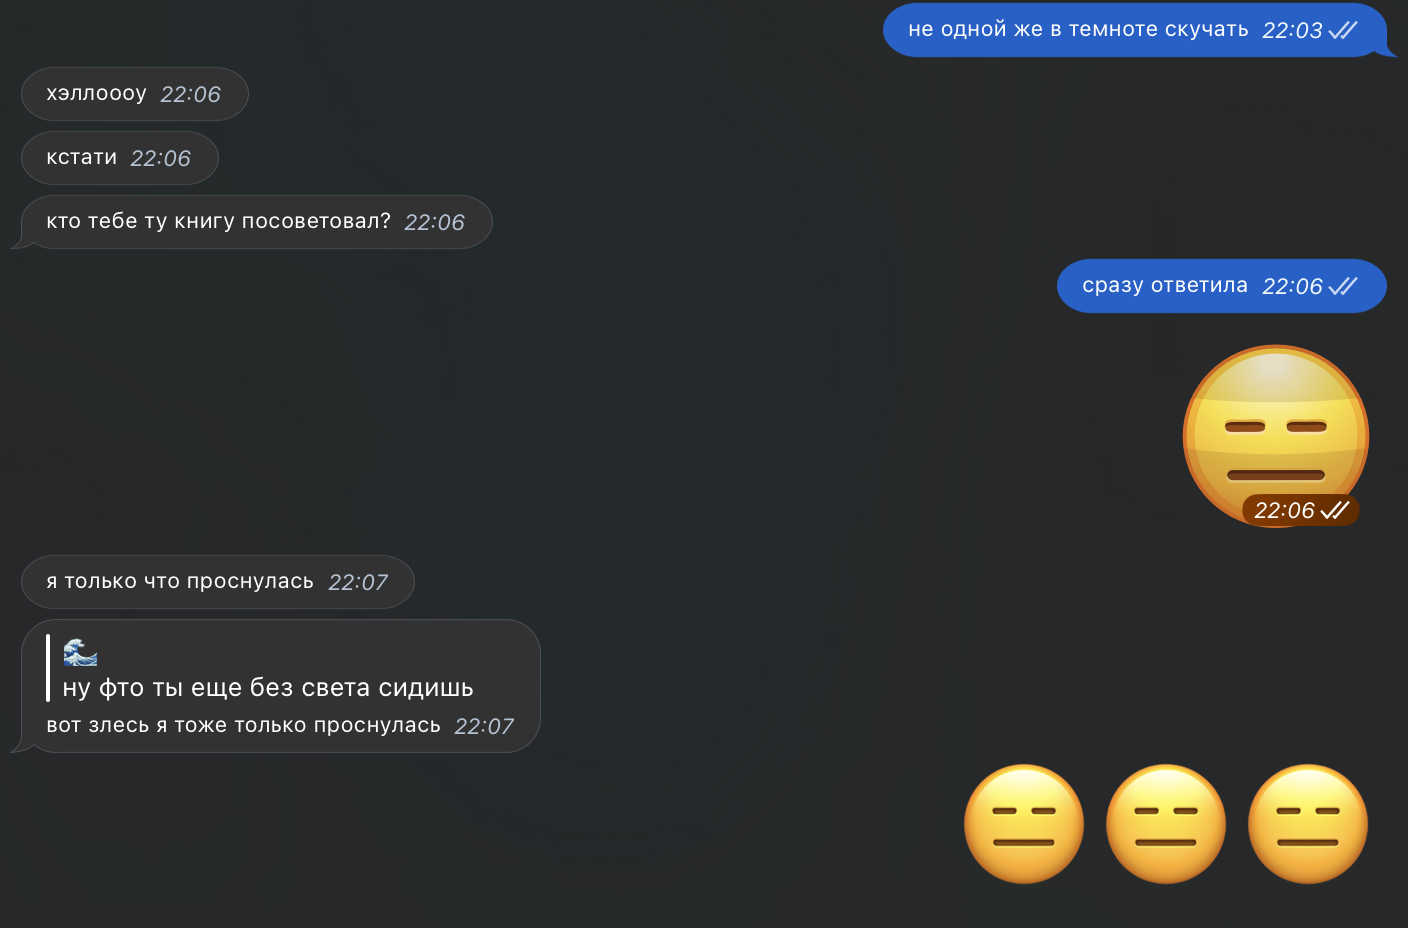 не одной же в темноте скучать 22:03
хэллоооу 22:06
кстати 22:06
кто тебе ту книгу посоветовал? 22:06
сразу ответила 22:06
22:06
я только что проснулась 22:07
🌊
ну фто ты еще без света сидишь
вот злесь я тоже только проснулась 22:07